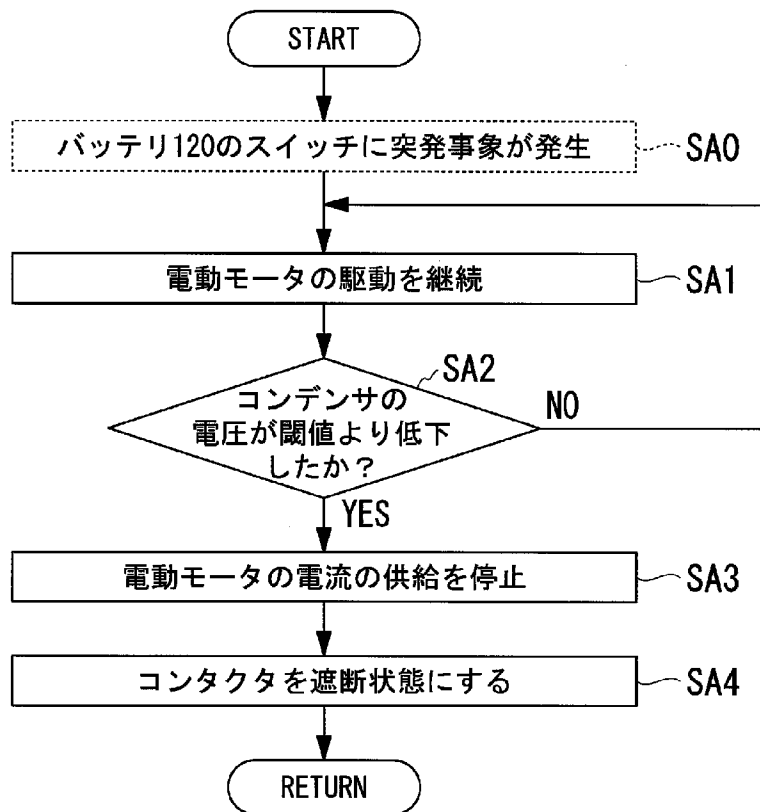 START
バッテリ120のスイッチに突発事象が発生
SA0
電動モータの駆動を継続
SA1
SA2
コンデンサの
電圧が閾値より低下
したか？
NO
YES
電動モータの電流の供給を停止
SA3
コンタクタを遮断状態にする
SA4
RETURN